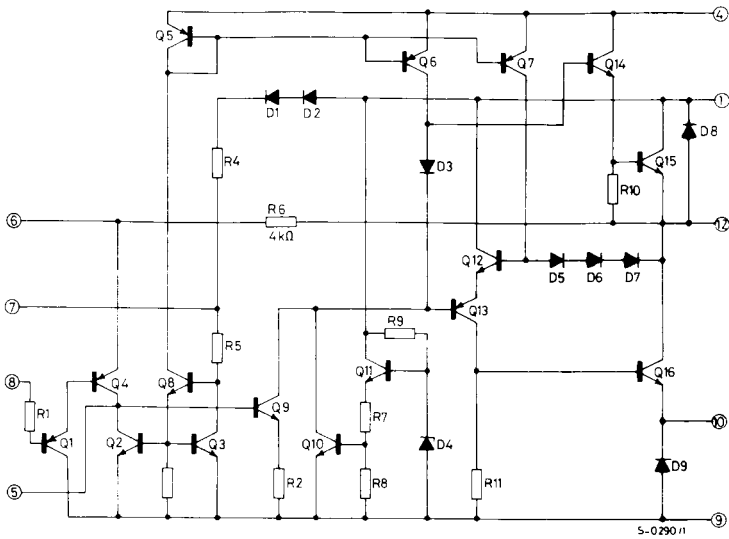 4
Q5
Q6
Q7
Q14
1
D1 D2
D8
R4
D3
Q15
R10
6
R6
4kΩ
12
Q12
D5 D6 D7
7
Q13
R9
R5
8
Q4
Q8
Q11
Q16
R1
Q9
R7
10
Q1
Q2
Q3
Q10
D4
D9
5
R2
R8
R11
9
S-0290/1